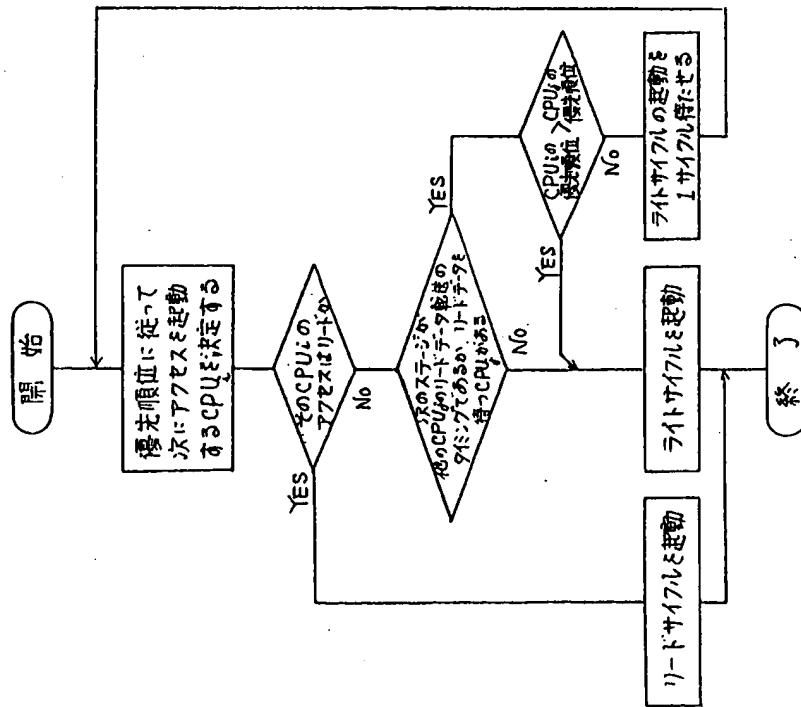 開始
優先順位に従って
次にアクセスを起動
するCPUiを決定する
そのCPUiの
アクセスはリードか
YES
No
次のステージが
他のCPUjのリードデータ転送の
タイミングであるか、リードデータを
待つCPUがあるか
YES
No
CPUiの
優先順位
>
CPUjの
優先順位
YES
No
リードサイクルを起動
ライトサイクルを起動
ライトサイクルの起動を
1サイクル待たせる
終了